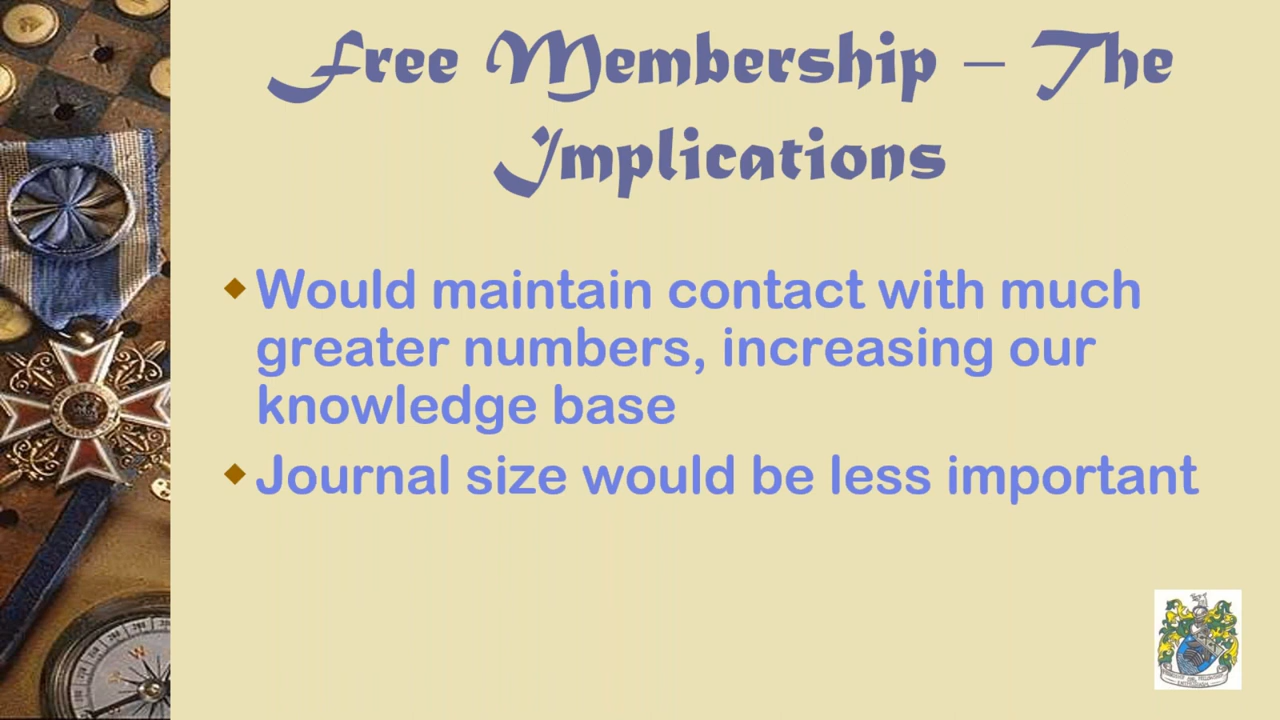 Free Membership – The
Implications
Would maintain contact with much
greater numbers, increasing our
knowledge base
Journal size would be less important